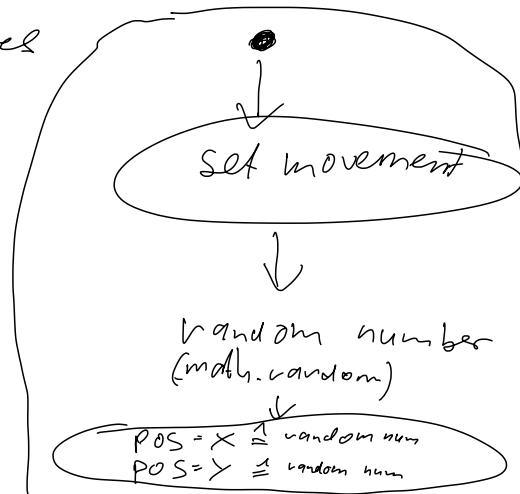 set movement
random number
(math.random)
POS = X ≙ random num
POS = Y ≙ random num